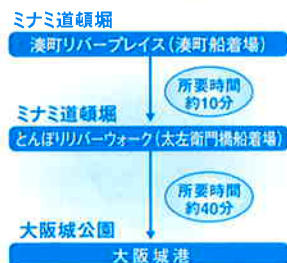 ミナミ道頓堀
湊町リバープレイス(湊町船着場)
所要時間
約10分
ミナミ道頓堀
とんぼりリバーウォーク(太左衛門橋船着場)
所要時間
約40分
大阪城公園
大阪城港